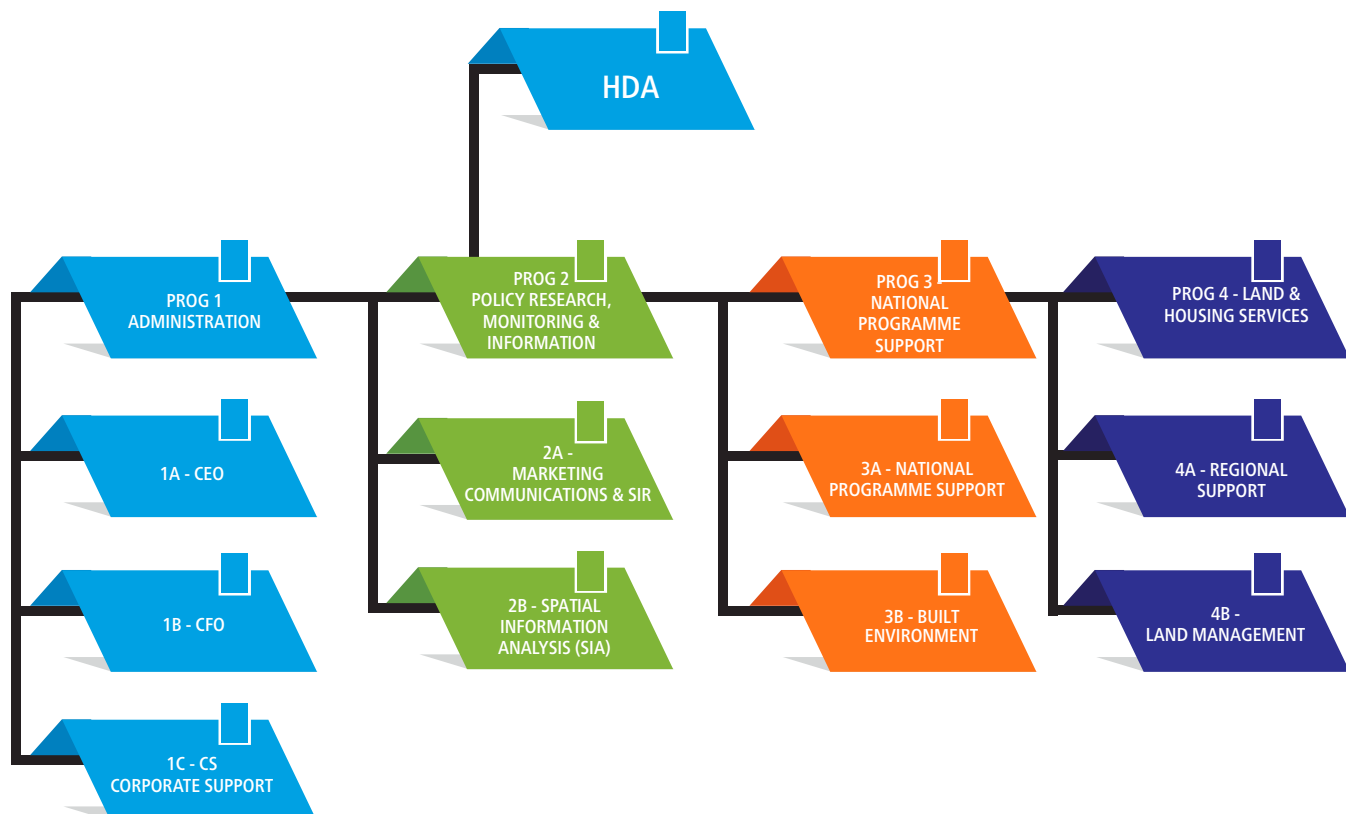 HDA
PROG 1
ADMINISTRATION
PROG 2
POLICY RESEARCH,
MONITORING &
INFORMATION
PROG 3 -
NATIONAL
PROGRAMME
SUPPORT
PROG 4 - LAND &
HOUSING SERVICES
1A - CEO
2A -
MARKETING
COMMUNICATIONS & SIR
3A - NATIONAL
PROGRAMME SUPPORT
4A - REGIONAL
SUPPORT
1B - CFO
2B - SPATIAL
INFORMATION
ANALYSIS (SIA)
3B - BUILT
ENVIRONMENT
4B -
LAND MANAGEMENT
1C - CS
CORPORATE SUPPORT